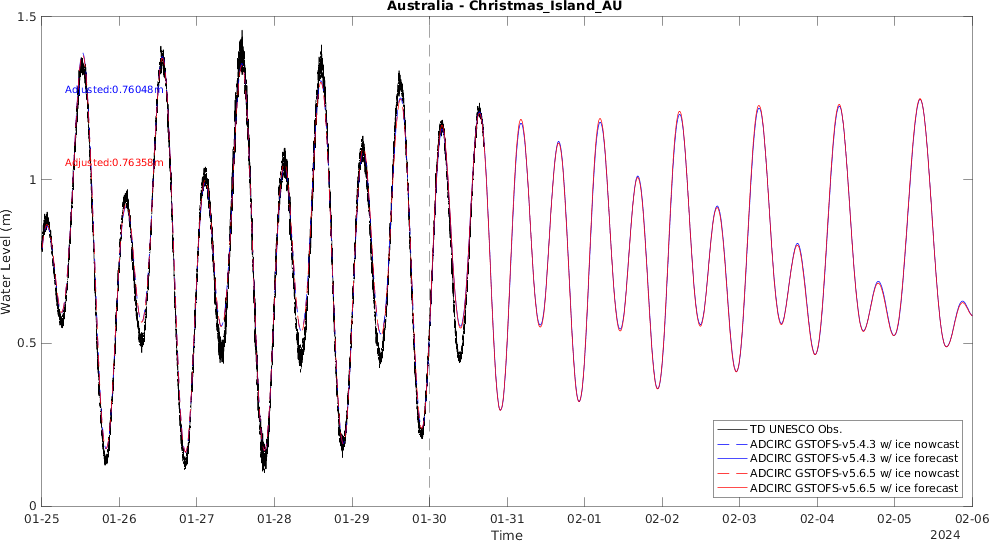 Australia - Christmas_Island_AU
1.5
1
0.5
0
Water Level (m)
Adjusted:0.76048m
Adjusted:0.76358m
TD UNESCO Obs.
ADCIRC GSTOFS-v5.4.3 w/ ice nowcast
ADCIRC GSTOFS-v5.4.3 w/ ice forecast
ADCIRC GSTOFS-v5.6.5 w/ ice nowcast
ADCIRC GSTOFS-v5.6.5 w/ ice forecast
01-25 01-26 01-27 01-28 01-29 01-30 01-31 02-01 02-02 02-03 02-04 02-05 02-06
Time
2024